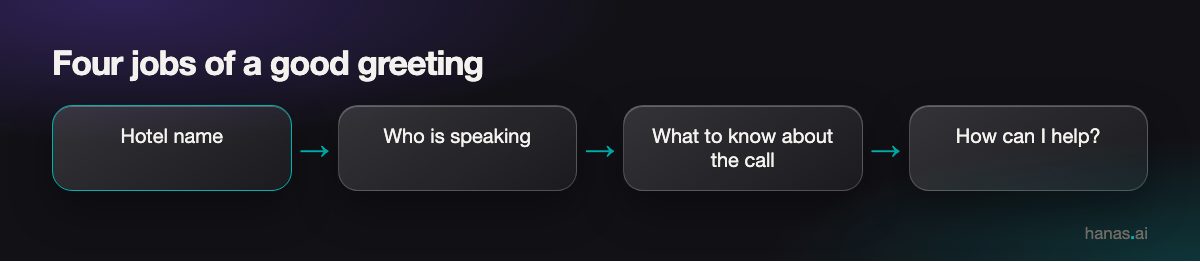 Four jobs of a good greeting
Hotel name
→
Who is speaking
→
What to know about
the call
→
How can I help?
hanas.ai